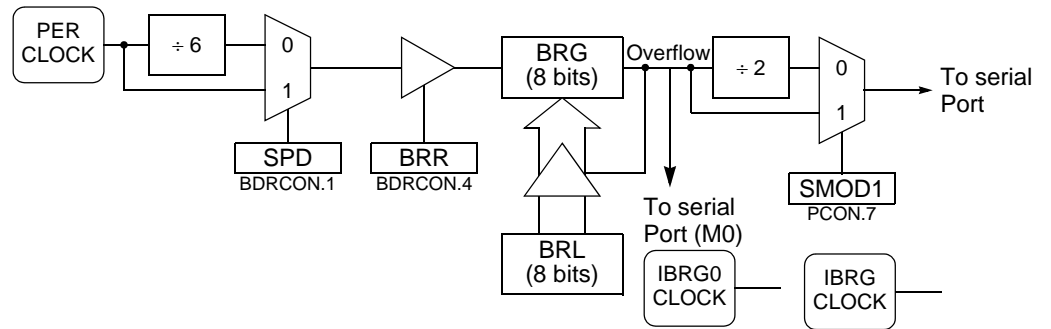 PER
CLOCK
÷ 6
0
1
SPD
BDRCON.1
BRR
BDRCON.4
BRG
(8 bits)
Overflow
÷ 2
0
1
To serial
Port
SMOD1
PCON.7
To serial
Port (M0)
BRL
(8 bits)
IBRG0
CLOCK
IBRG
CLOCK